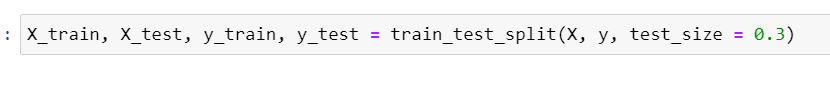 : X_train, X_test, y_train, y_test = train_test_split(X, y, test_size = 0.3)